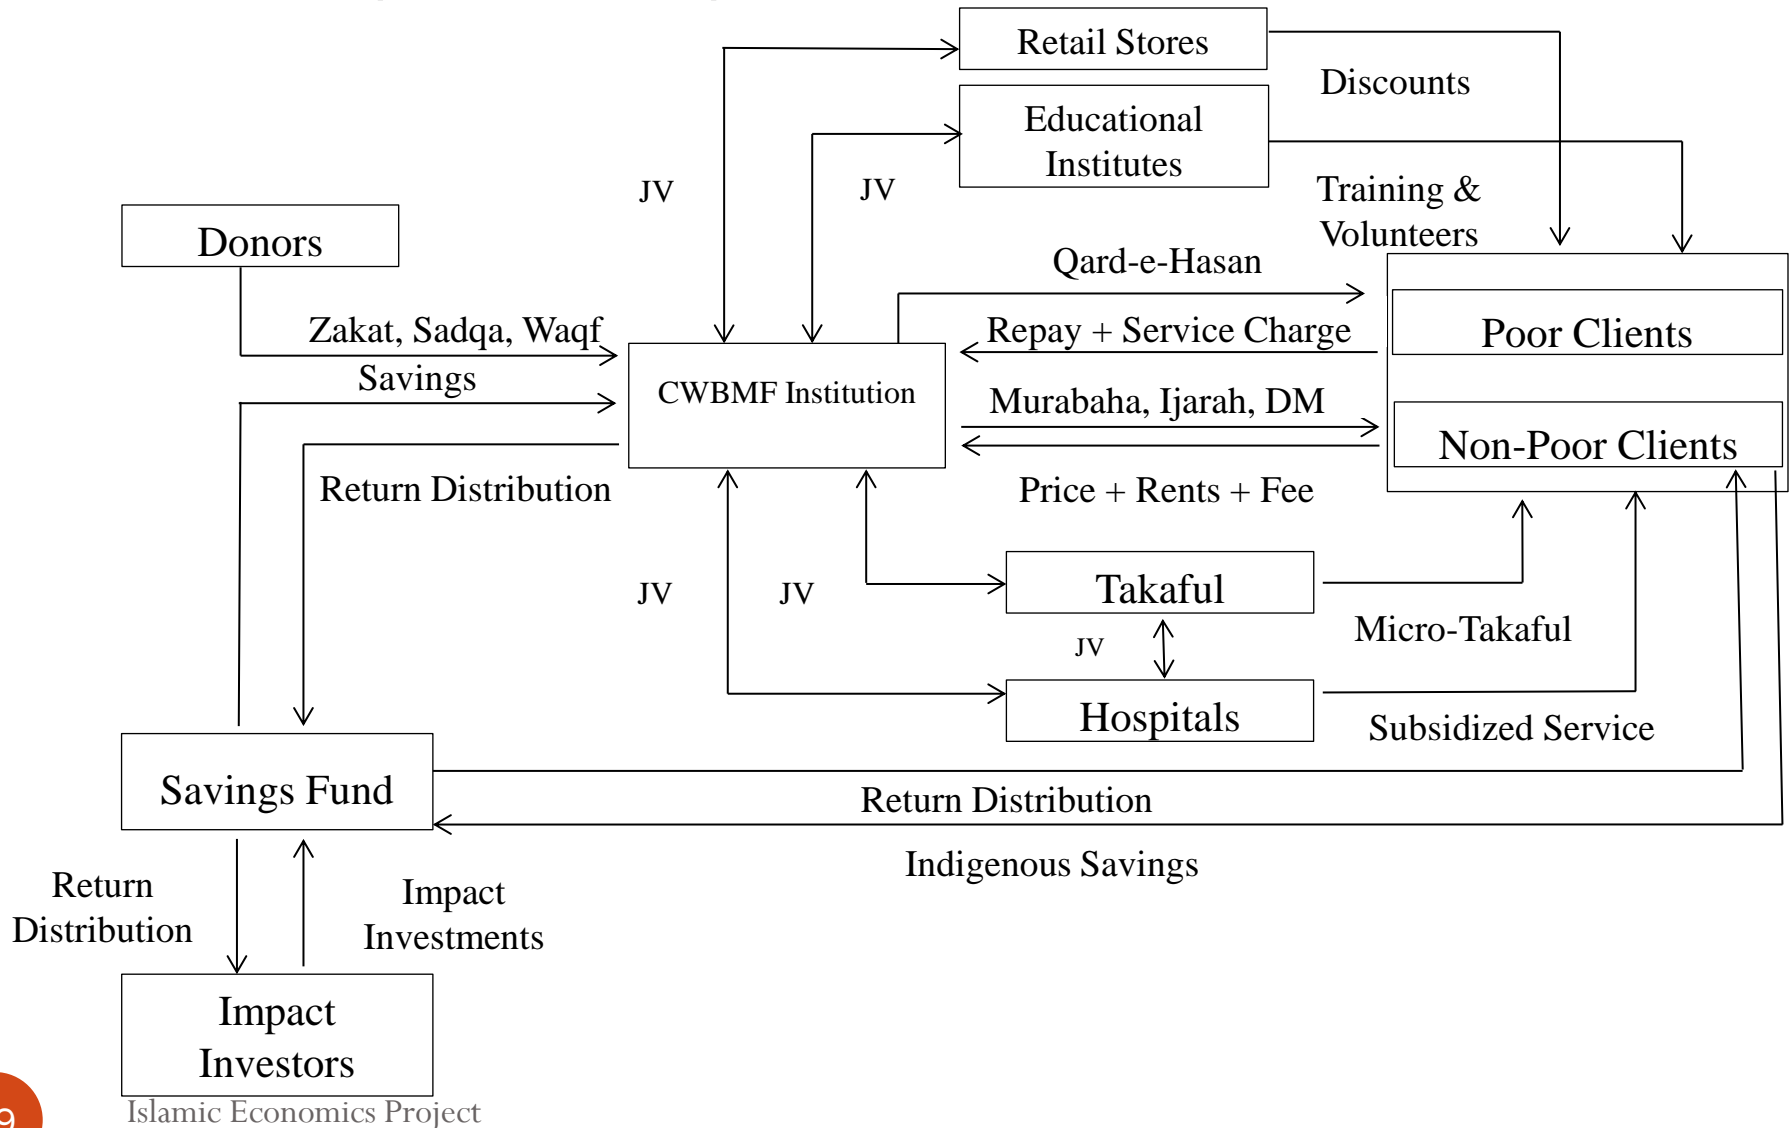 Retail Stores
Discounts
Educational
Institutes
JV
JV
Training &
Volunteers
Donors
Qard-e-Hasan
Zakat, Sadqa, Waqf
Repay + Service Charge
Poor Clients
Savings
CWBMF Institution
Murabaha, Ijarah, DM
Non-Poor Clients
Return Distribution
Price + Rents + Fee
JV
JV
Takaful
Micro-Takaful
JV
Hospitals
Subsidized Service
Savings Fund
Return Distribution
Indigenous Savings
Return
Distribution
Impact
Investments
Impact
Investors
Islamic Economics Project
9